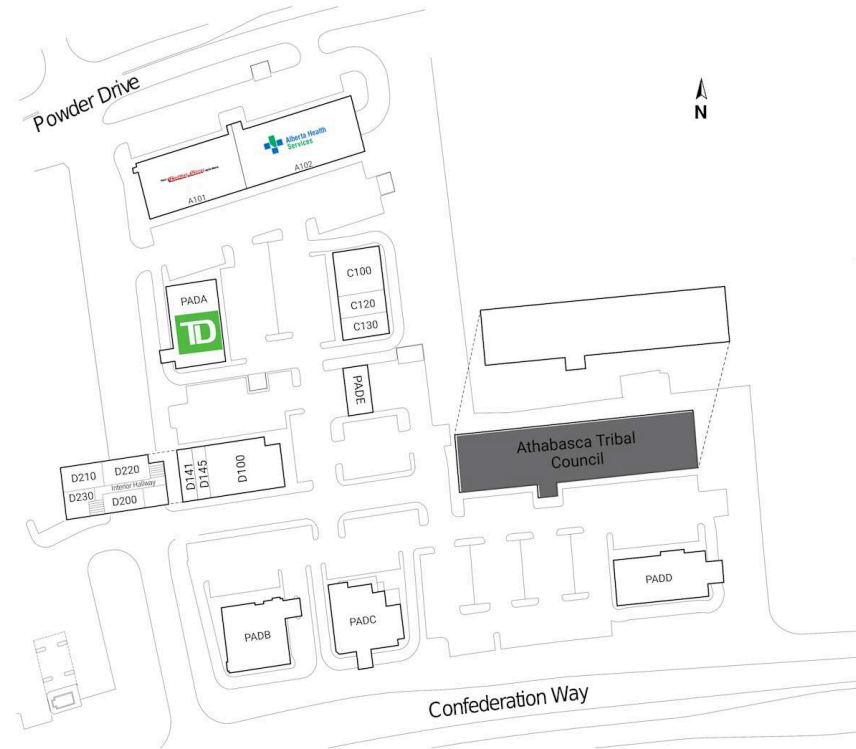 Powder Drive
N
Alberta Health
Services
A102
A101
C100
PADA
C120
TD
C130
PADE
Athabasca Tribal
Council
D210
D220
D141
D145
D100
Interior Hallway
D230
D200
PADD
PADB
PADC
Confederation Way